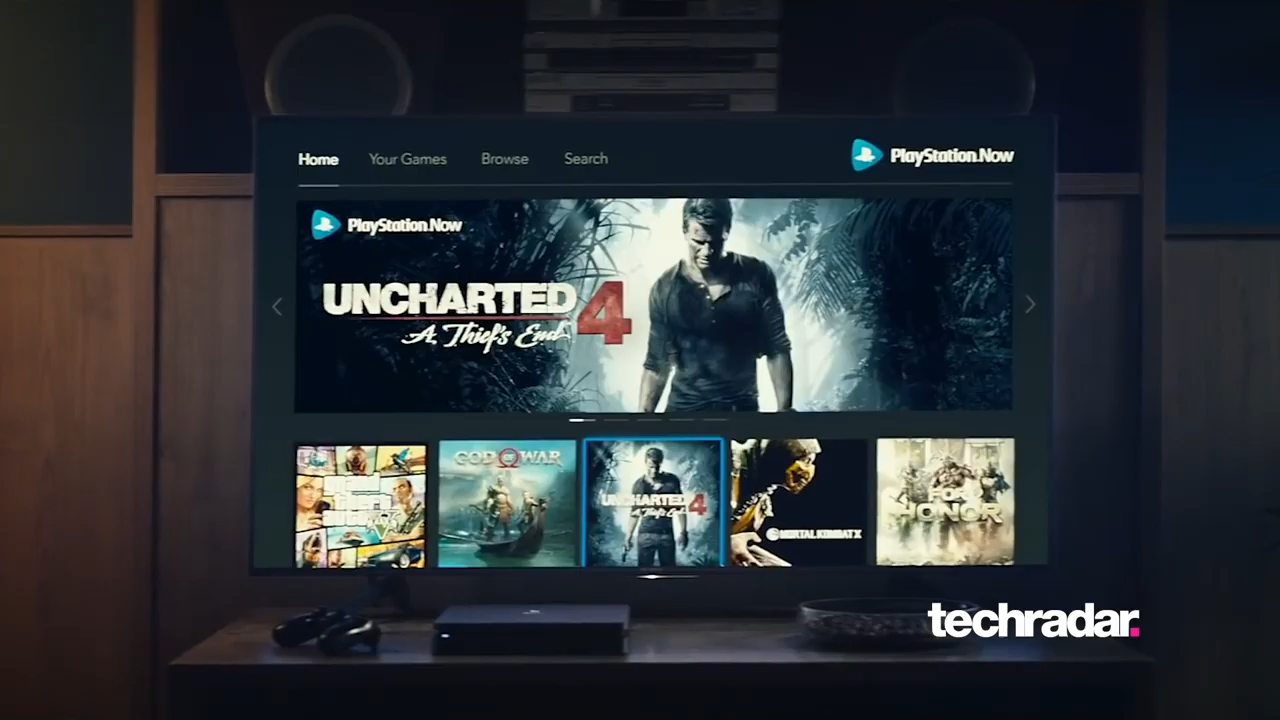 Home Your Games Browse Search PlayStation.Now
PlayStation.Now
UNCHARTED 4
A Thief's End
GOD OF WAR
UNCHARTED 4
A Thief's End
MORTAL KOMBAT X
FOR
HONOR
techradar.